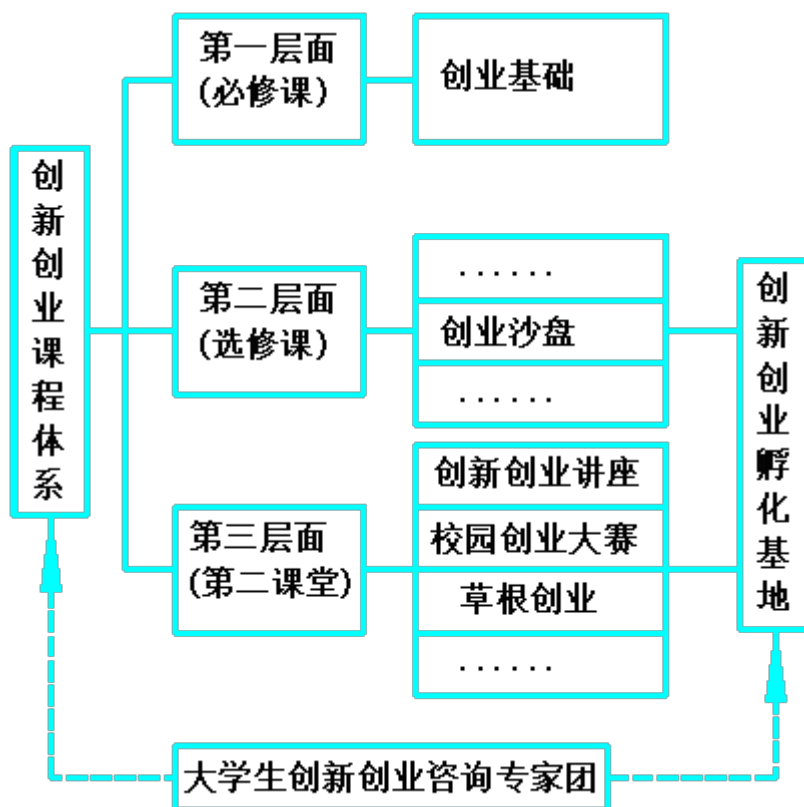 创新创业课程体系
第一层面
(必修课)
创业基础
第二层面
(选修课)
......
创业沙盘
......
第三层面
(第二课堂)
创新创业讲座
校园创业大赛
草根创业
......
创新创业孵化基地
大学生创新创业咨询专家团